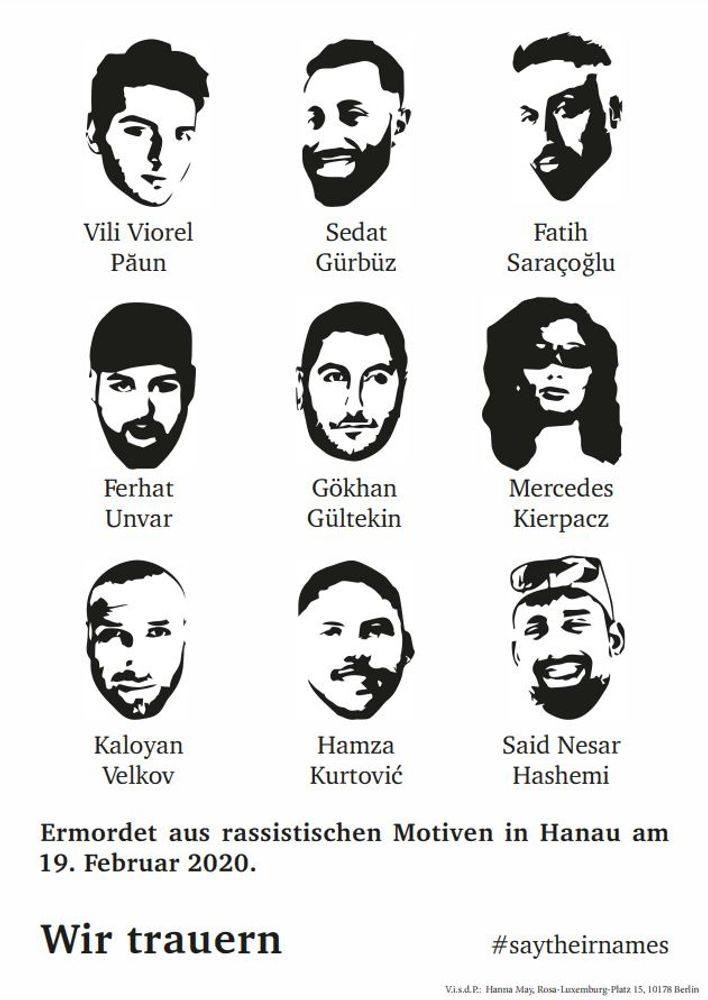 Vili Viorel
Păun
Sedat
Gürbüz
Fatih
Saraçoğlu
Ferhat
Unvar
Gökhan
Gültekin
Mercedes
Kierpacz
Kaloyan
Velkov
Hamza
Kurtović
Said Nesar
Hashemi
Ermordet aus rassistischen Motiven in Hanau am
19. Februar 2020.
Wir trauern
#saytheirnames
V.i.s.d.P.: Hanna May, Rosa-Luxemburg-Platz 15, 10178 Berlin